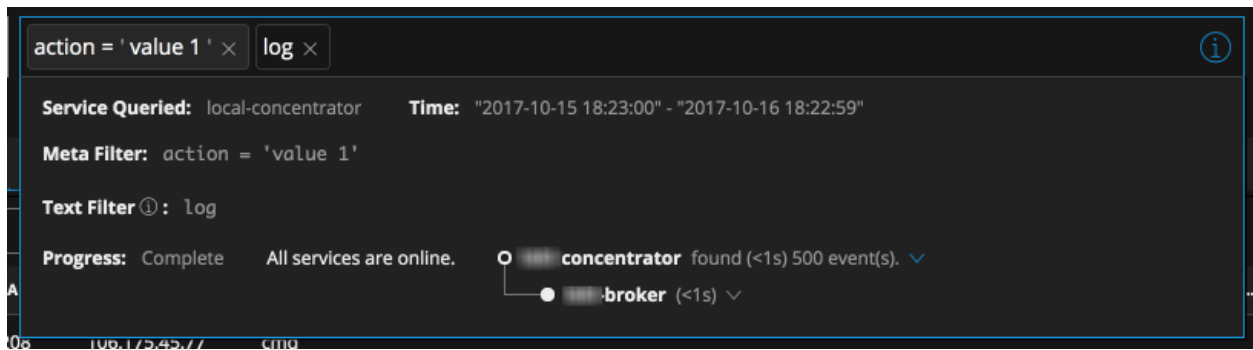 action = ' value 1 ' × log ×
Service Queried: local-concentrator Time: "2017-10-15 18:23:00" - "2017-10-16 18:22:59"
Meta Filter: action = 'value 1'
Text Filter ⓘ : log
Progress: Complete All services are online. concentrator found (<1s) 500 event(s).
-broker (<1s)
A ...
208 106.175.45.77 cmd